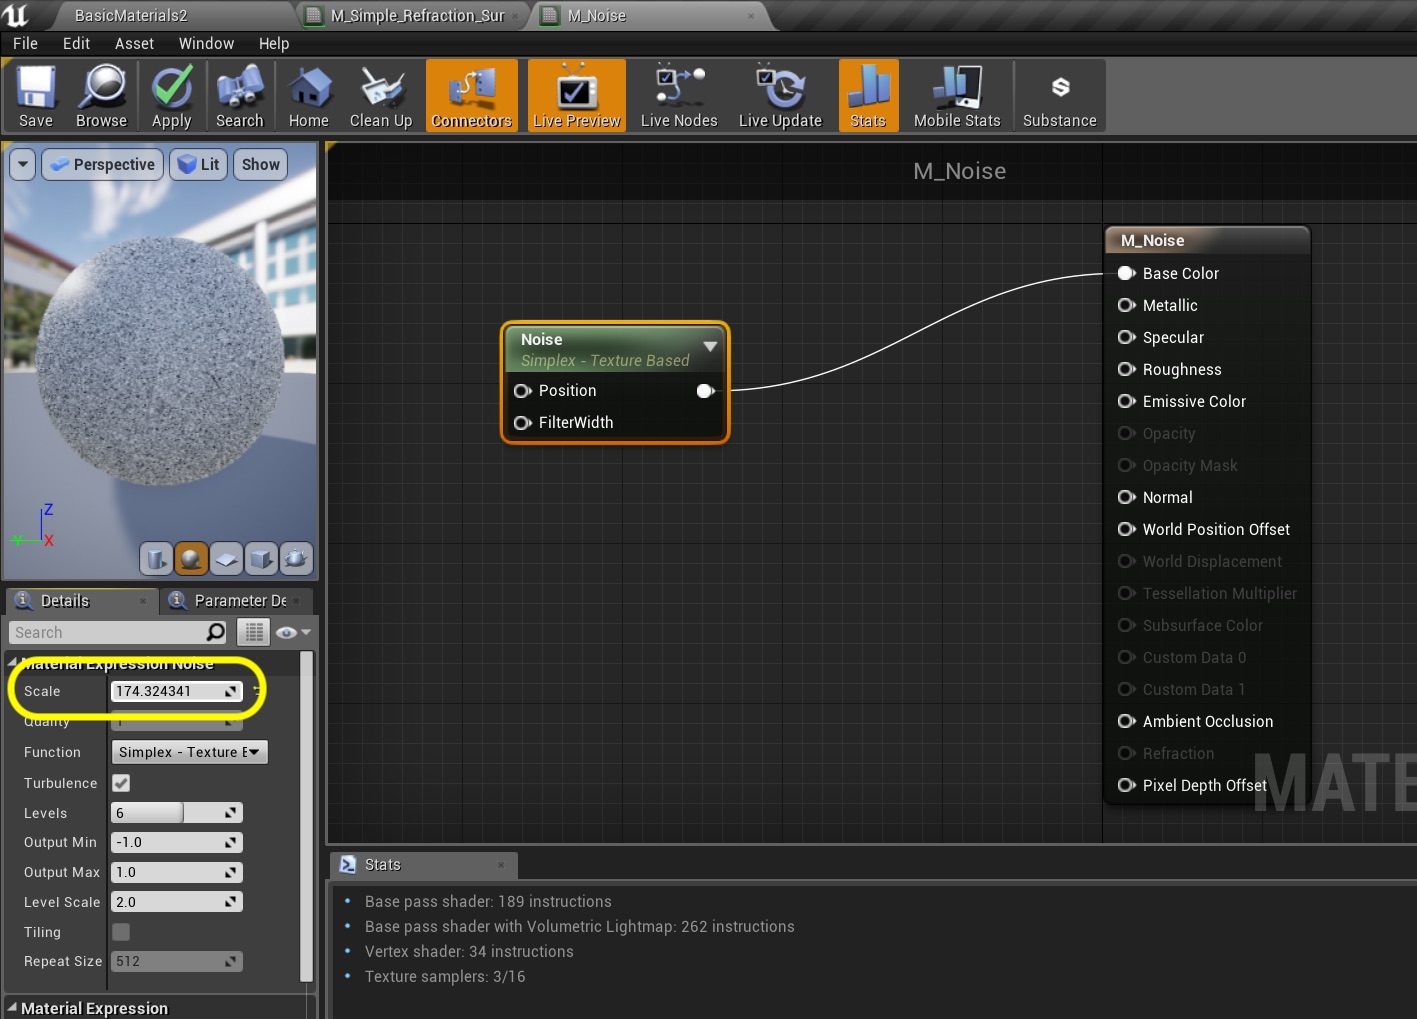 BasicMaterials2
M_Simple_Refraction_Sur
M_Noise
File Edit Asset Window Help
Save Browse Apply Search Home Clean Up Connectors Live Preview Live Nodes Live Update Stats Mobile Stats Substance
Perspective Lit Show
M_Noise
M_Noise
Base Color
Metallic
Specular
Roughness
Emissive Color
Opacity
Opacity Mask
Normal
World Position Offset
World Displacement
Tessellation Multiplier
Subsurface Color
Custom Data 0
Custom Data 1
Ambient Occlusion
Refraction
Pixel Depth Offset
Noise
Simplex - Texture Based
Position
FilterWidth
MATE
Z
Y X
Details Parameter De
Search
Material Expression Noise
Scale 174.324341
Quality 1
Function Simplex - Texture E
Turbulence
Levels 6
Output Min -1.0
Output Max 1.0
Level Scale 2.0
Tiling
Repeat Size 512
Material Expression
Stats
Base pass shader: 189 instructions
Base pass shader with Volumetric Lightmap: 262 instructions
Vertex shader: 34 instructions
Texture samplers: 3/16